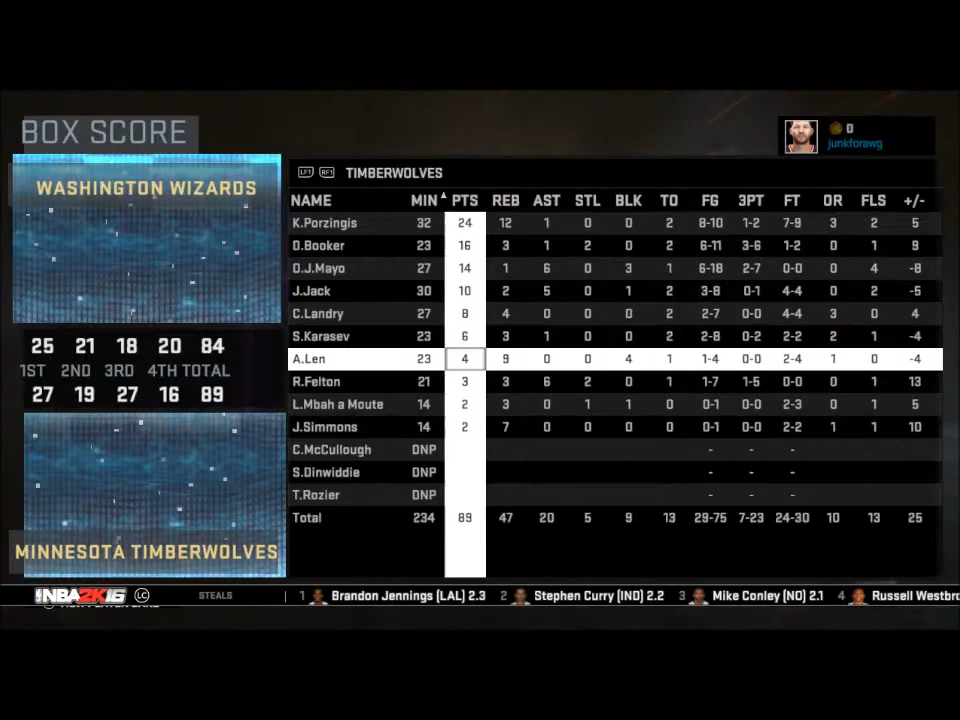 BOX SCORE
0
junkforawg
WASHINGTON WIZARDS
25 21 18 20 84
1ST 2ND 3RD 4TH TOTAL
27 19 27 16 89
MINNESOTA TIMBERWOLVES
LF1 RF1 TIMBERWOLVES
NAME MIN PTS REB AST STL BLK TO FG 3PT FT OR FLS +/-
K.Porzingis 32 24 12 1 0 0 2 8-10 1-2 7-9 3 2 5
D.Booker 23 16 3 1 2 0 2 6-11 3-6 1-2 0 1 9
O.J.Mayo 27 14 1 6 0 3 1 6-18 2-7 0-0 0 4 -8
J.Jack 30 10 2 5 0 1 2 3-8 0-1 4-4 0 2 -5
C.Landry 27 8 4 0 0 0 2 2-7 0-0 4-4 3 0 4
S.Karasev 23 6 3 1 0 0 1 2-8 0-2 2-2 2 1 -4
A.Len 23 4 9 0 0 4 1 1-4 0-0 2-4 1 0 -4
R.Felton 21 3 3 6 2 0 1 1-7 1-5 0-0 0 1 13
L.Mbah a Moute 14 2 3 0 1 1 0 0-1 0-0 2-3 0 1 5
J.Simmons 14 2 7 0 0 0 0 0-1 0-0 2-2 1 1 10
C.McCullough DNP - - -
S.Dinwiddie DNP - - -
T.Rozier DNP - - -
Total 234 89 47 20 5 9 13 29-75 7-23 24-30 10 13 25
NBA2K16 LC STEALS 1 Brandon Jennings (LAL) 2.3 2 Stephen Curry (IND) 2.2 3 Mike Conley (NO) 2.1 4 Russell Westbro